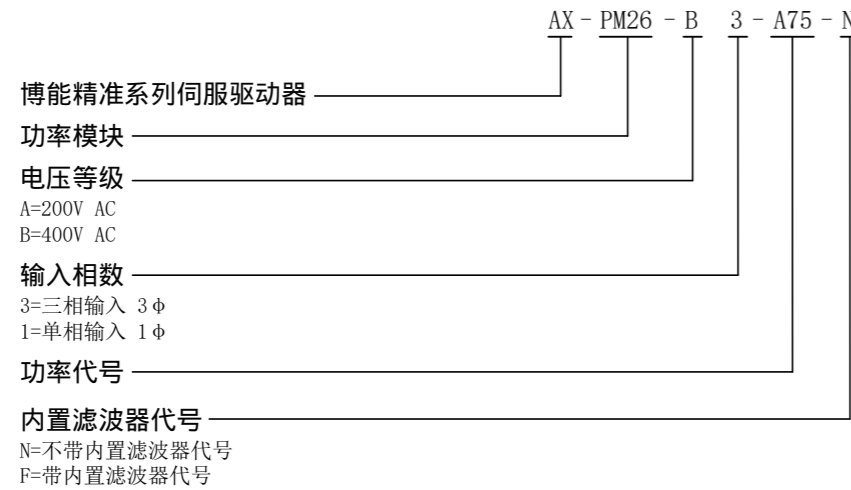 AX-PM26-B 3-A75-N
博能精准系列伺服驱动器
功率模块
电压等级
A=200V AC
B=400V AC
输入相数
3=三相输入 3φ
1=单相输入 1φ
功率代号
内置滤波器代号
N=不带内置滤波器代号
F=带内置滤波器代号